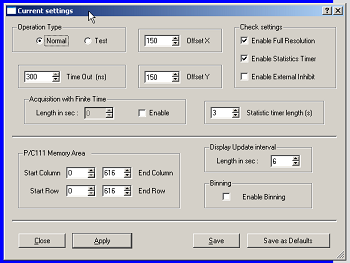 Current settings
Operation Type
Normal
Test
150
Offset X
Check settings
Enable Full Resolution
Enable Statistics Timer
Enable External Inhibit
300
Time Out (ns)
150
Offset Y
Acquisition with Finite Time
Length in sec :
0
Enable
3
Statistic timer length (s)
P/C111 Memory Area
Start Column
0
616
End Column
Start Row
0
616
End Row
Display Update interval
Length in sec :
6
Binning
Enable Binning
Close
Apply
Save
Save as Defaults